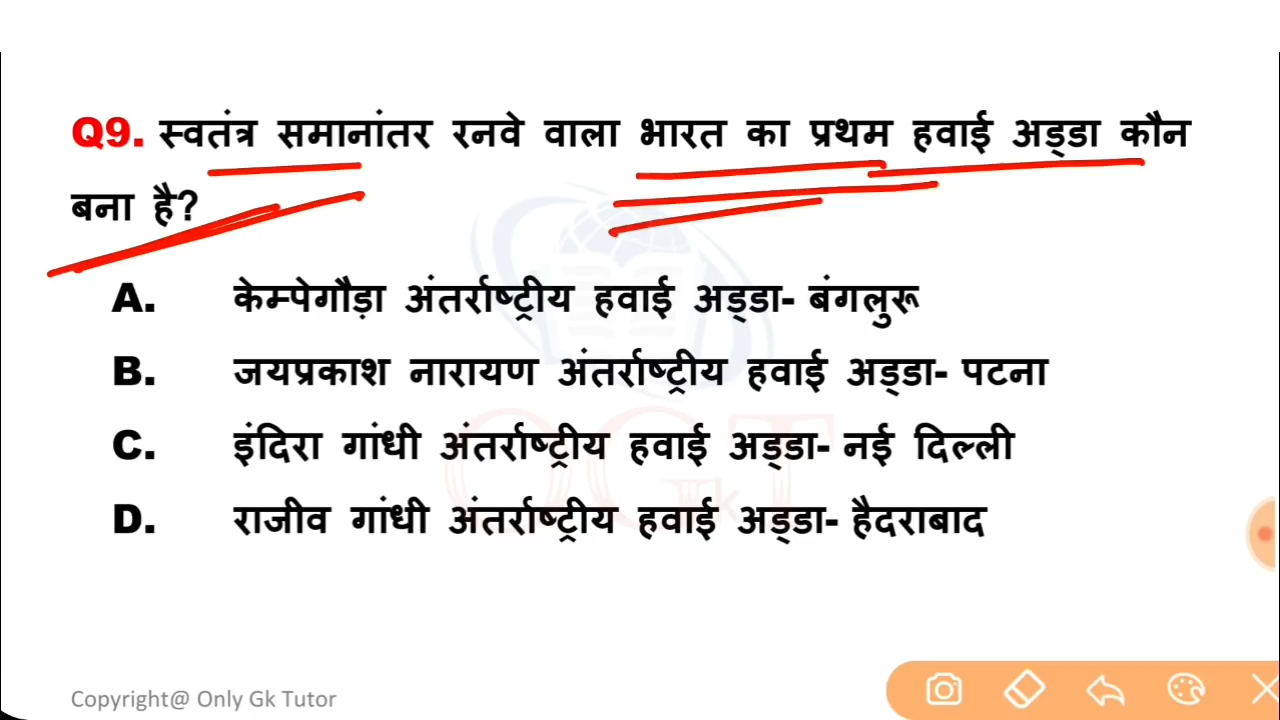 Q9. स्वतंत्र समानांतर रनवे वाला भारत का प्रथम हवाई अड्डा कौन
बना है?
A. केम्पेगौड़ा अंतर्राष्ट्रीय हवाई अड्डा- बंगलुरू
B. जयप्रकाश नारायण अंतर्राष्ट्रीय हवाई अड्डा- पटना
C. इंदिरा गांधी अंतर्राष्ट्रीय हवाई अड्डा- नई दिल्ली
D. राजीव गांधी अंतर्राष्ट्रीय हवाई अड्डा- हैदराबाद
OGT
Copyright@ Only Gk Tutor